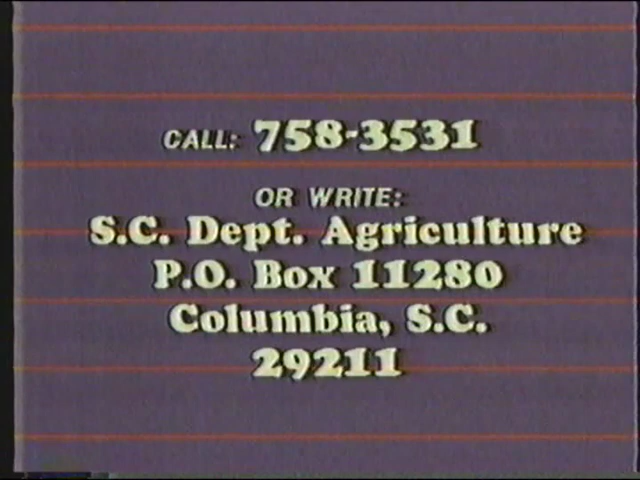 CALL: 758-3531
OR WRITE:
S.C. Dept. Agriculture
P.O. Box 11280
Columbia, S.C.
29211